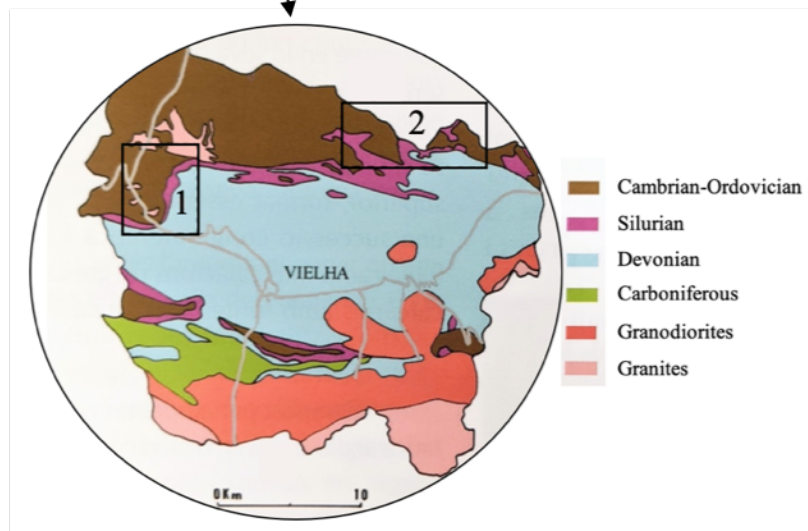 2
1
VIELHA
0 Km 10
Cambrian-Ordovician
Silurian
Devonian
Carboniferous
Granodiorites
Granites